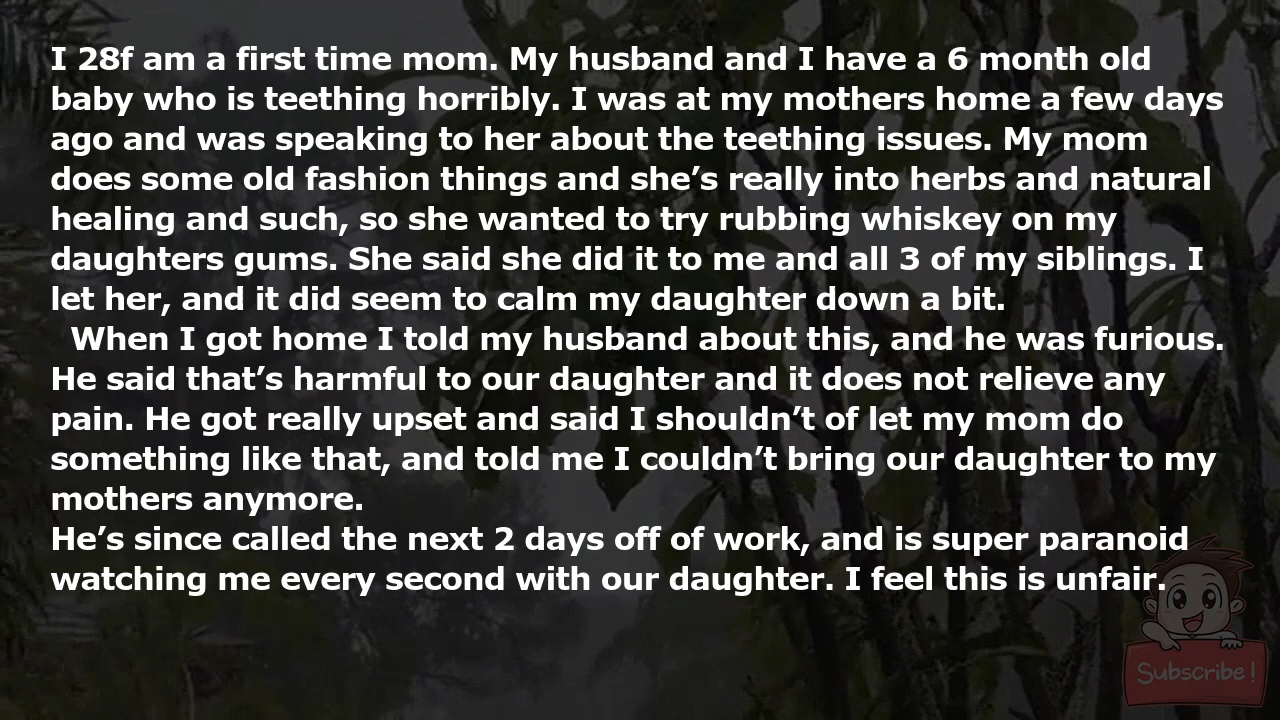 I 28f am a first time mom. My husband and I have a 6 month old
baby who is teething horribly. I was at my mothers home a few days
ago and was speaking to her about the teething issues. My mom
does some old fashion things and she’s really into herbs and natural
healing and such, so she wanted to try rubbing whiskey on my
daughters gums. She said she did it to me and all 3 of my siblings. I
let her, and it did seem to calm my daughter down a bit.
When I got home I told my husband about this, and he was furious.
He said that’s harmful to our daughter and it does not relieve any
pain. He got really upset and said I shouldn’t of let my mom do
something like that, and told me I couldn’t bring our daughter to my
mothers anymore.
He’s since called the next 2 days off of work, and is super paranoid
watching me every second with our daughter. I feel this is unfair.
Subscribe!